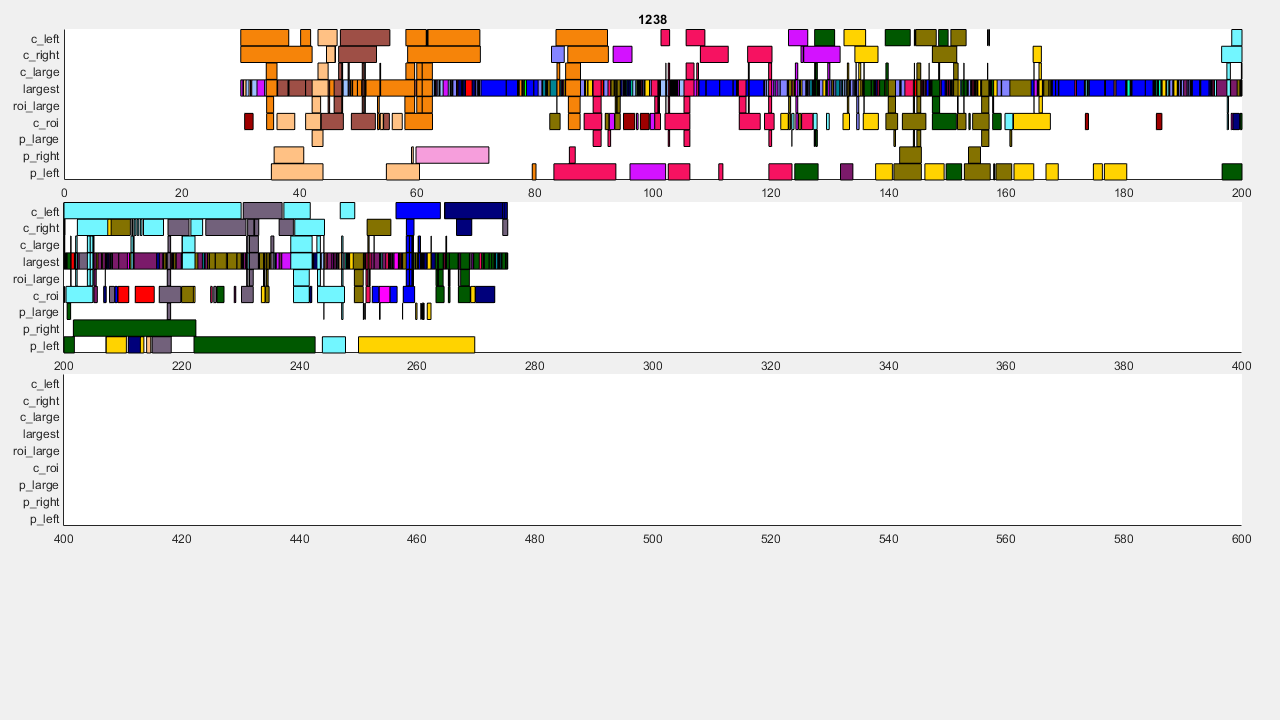 1238
c_left
c_right
c_large
largest
roi_large
c_roi
p_large
p_right
p_left
0 20 40 60 80 100 120 140 160 180 200
c_left
c_right
c_large
largest
roi_large
c_roi
p_large
p_right
p_left
200 220 240 260 280 300 320 340 360 380 400
c_left
c_right
c_large
largest
roi_large
c_roi
p_large
p_right
p_left
400 420 440 460 480 500 520 540 560 580 600